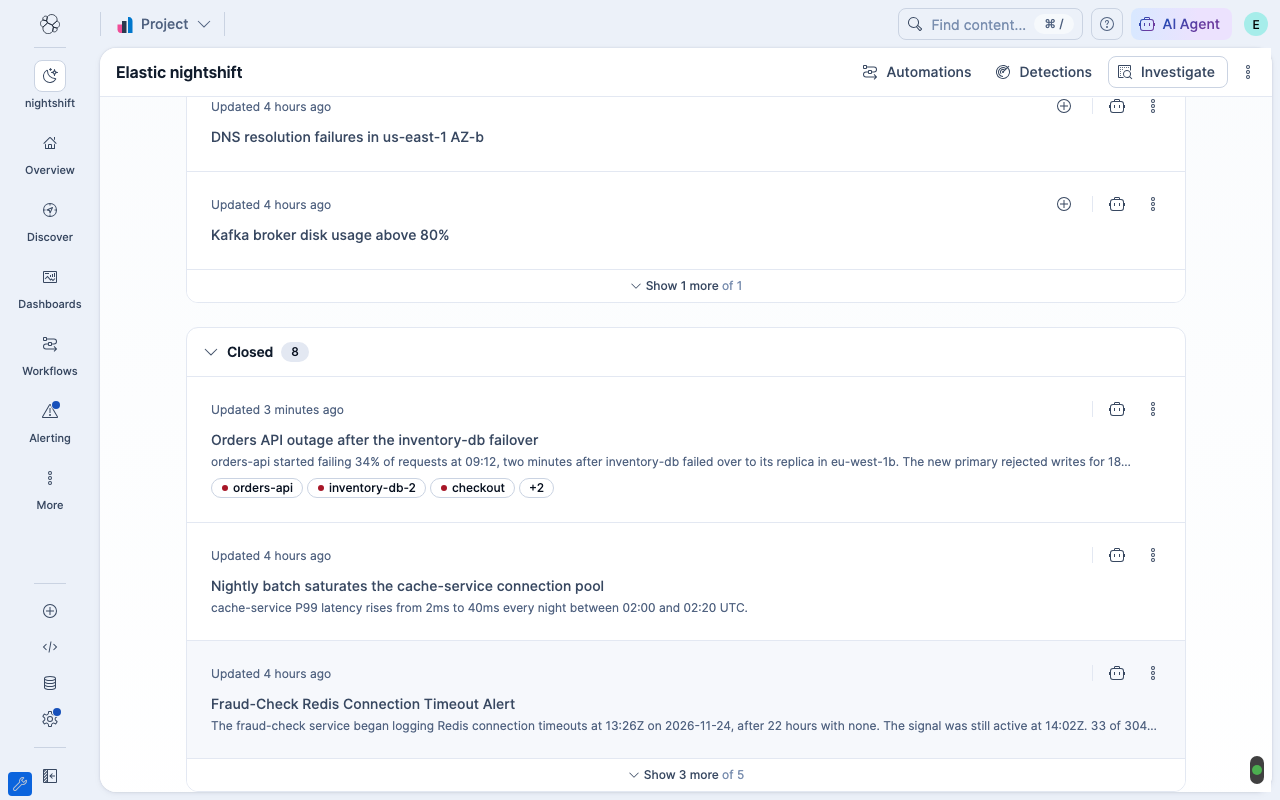 Project
Find content...
⌘ /
AI Agent
E
Elastic nightshift
Automations
Detections
Investigate
nightshift
Overview
Discover
Dashboards
Workflows
Alerting
More
Updated 4 hours ago
DNS resolution failures in us-east-1 AZ-b
Updated 4 hours ago
Kafka broker disk usage above 80%
Show 1 more of 1
Closed 8
Updated 3 minutes ago
Orders API outage after the inventory-db failover
orders-api started failing 34% of requests at 09:12, two minutes after inventory-db failed over to its replica in eu-west-1b. The new primary rejected writes for 18...
orders-api
inventory-db-2
checkout
+2
Updated 4 hours ago
Nightly batch saturates the cache-service connection pool
cache-service P99 latency rises from 2ms to 40ms every night between 02:00 and 02:20 UTC.
Updated 4 hours ago
Fraud-Check Redis Connection Timeout Alert
The fraud-check service began logging Redis connection timeouts at 13:26Z on 2026-11-24, after 22 hours with none. The signal was still active at 14:02Z. 33 of 304...
Show 3 more of 5